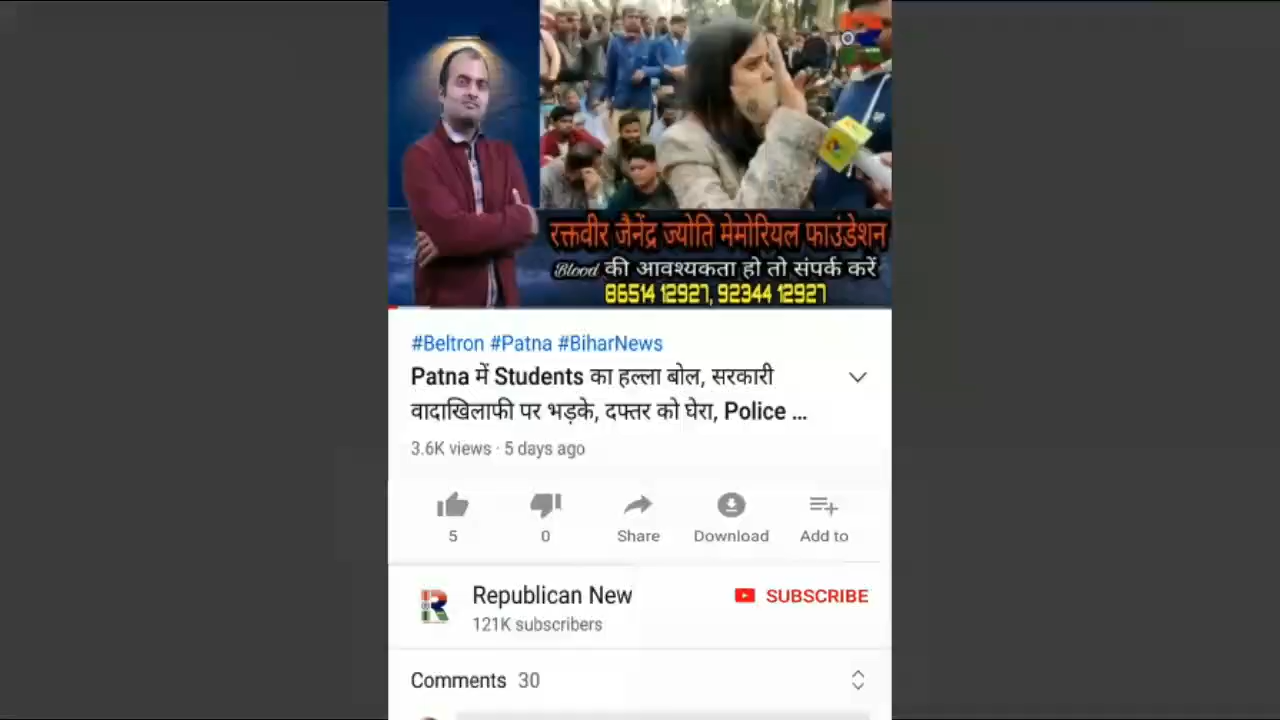 रक्तवीर जैनेंद्र ज्योति मेमोरियल फाउंडेशन
Blood की आवश्यकता हो तो संपर्क करें
86514 12927, 92344 12927
#Beltron #Patna #BiharNews
Patna में Students का हल्ला बोल, सरकारी
वादाखिलाफी पर भड़के, दफ्तर को घेरा, Police ...
3.6K views · 5 days ago
5
0
Share
Download
Add to
Republican New
SUBSCRIBE
121K subscribers
Comments 30